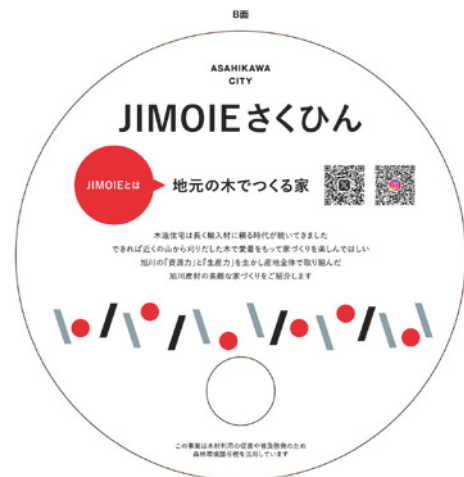 B面
ASAHIKAWA
CITY
JIMOIEさくひん
JIMOIEとは
地元の木でつくる家
木造住宅は長く輸入材に頼る時代が続いてきました
できれば近くの山から刈りだした木で愛着をもって家づくりを楽しんでほしい
旭川の「資源力」と「生産力」を生かし産地全体で取り組んだ
旭川産材の素敵な家づくりをご紹介します
この事業は木材利用の促進や普及啓発のため
森林環境譲与税を活用しています